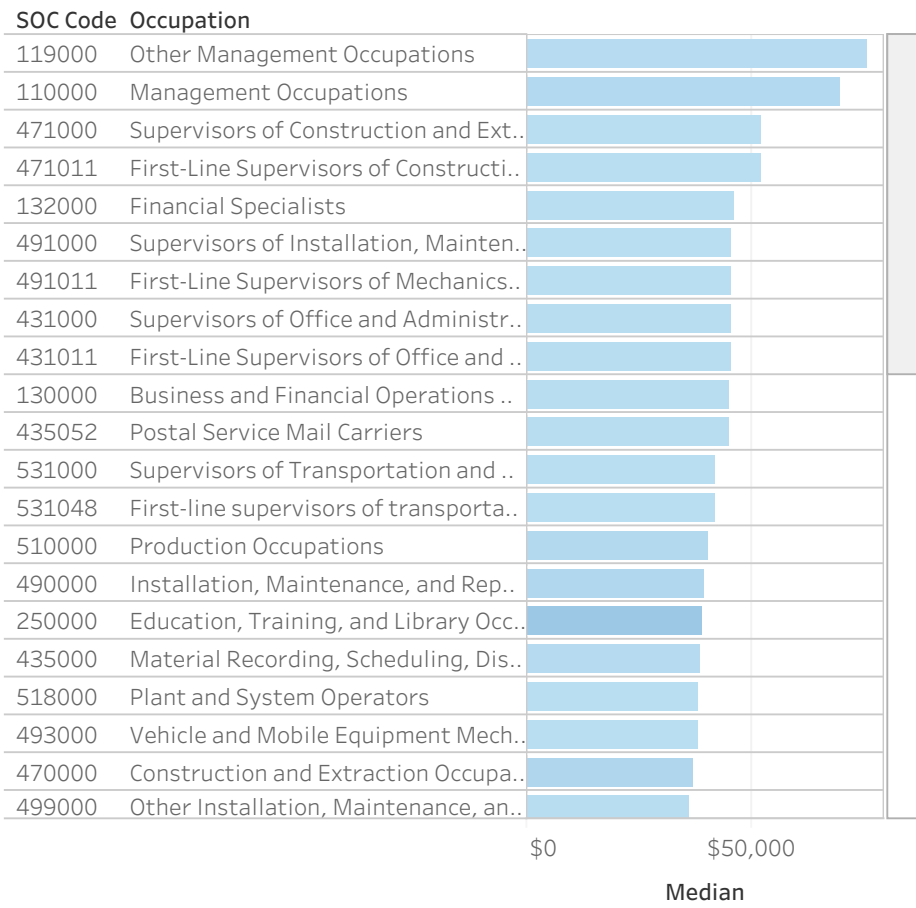 SOC Code Occupation
119000 Other Management Occupations
110000 Management Occupations
471000 Supervisors of Construction and Ext..
471011 First-Line Supervisors of Constructi..
132000 Financial Specialists
491000 Supervisors of Installation, Mainten..
491011 First-Line Supervisors of Mechanics..
431000 Supervisors of Office and Administr..
431011 First-Line Supervisors of Office and ..
130000 Business and Financial Operations ..
435052 Postal Service Mail Carriers
531000 Supervisors of Transportation and ..
531048 First-line supervisors of transporta..
510000 Production Occupations
490000 Installation, Maintenance, and Rep..
250000 Education, Training, and Library Occ..
435000 Material Recording, Scheduling, Dis..
518000 Plant and System Operators
493000 Vehicle and Mobile Equipment Mech..
470000 Construction and Extraction Occupa..
499000 Other Installation, Maintenance, an..
$0 $50,000
Median